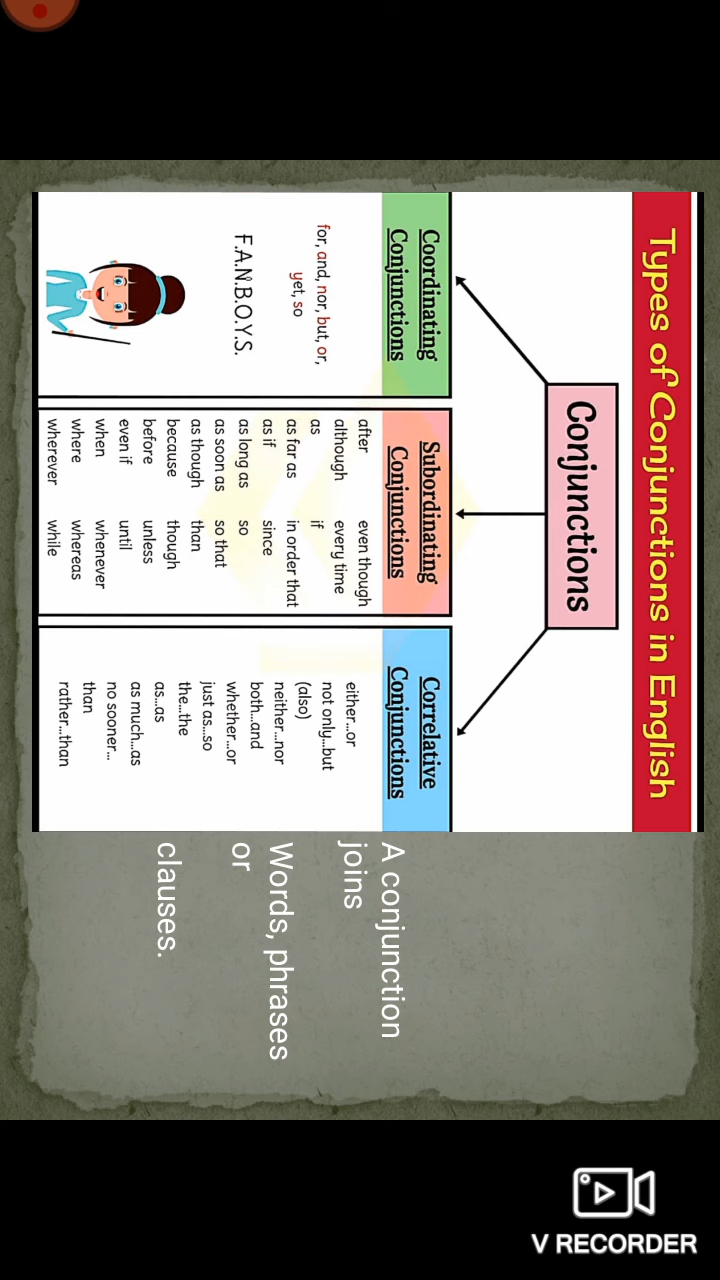 Types of Conjunctions in English
Conjunctions
Coordinating
Conjunctions
for, and, nor, but, or,
yet, so
F.A.N.B.O.Y.S.
Subordinating
Conjunctions
after even though
although every time
as if
as far as in order that
as if since
as long as so
as soon as so that
as though than
because though
before unless
even if until
when whenever
where whereas
wherever while
Correlative
Conjunctions
either...or
not only...but
(also)
neither...nor
both...and
whether...or
just as...so
the...the
as...as
as much...as
no sooner...
than
rather...than
A conjunction
joins
Words, phrases
or
clauses.
V RECORDER